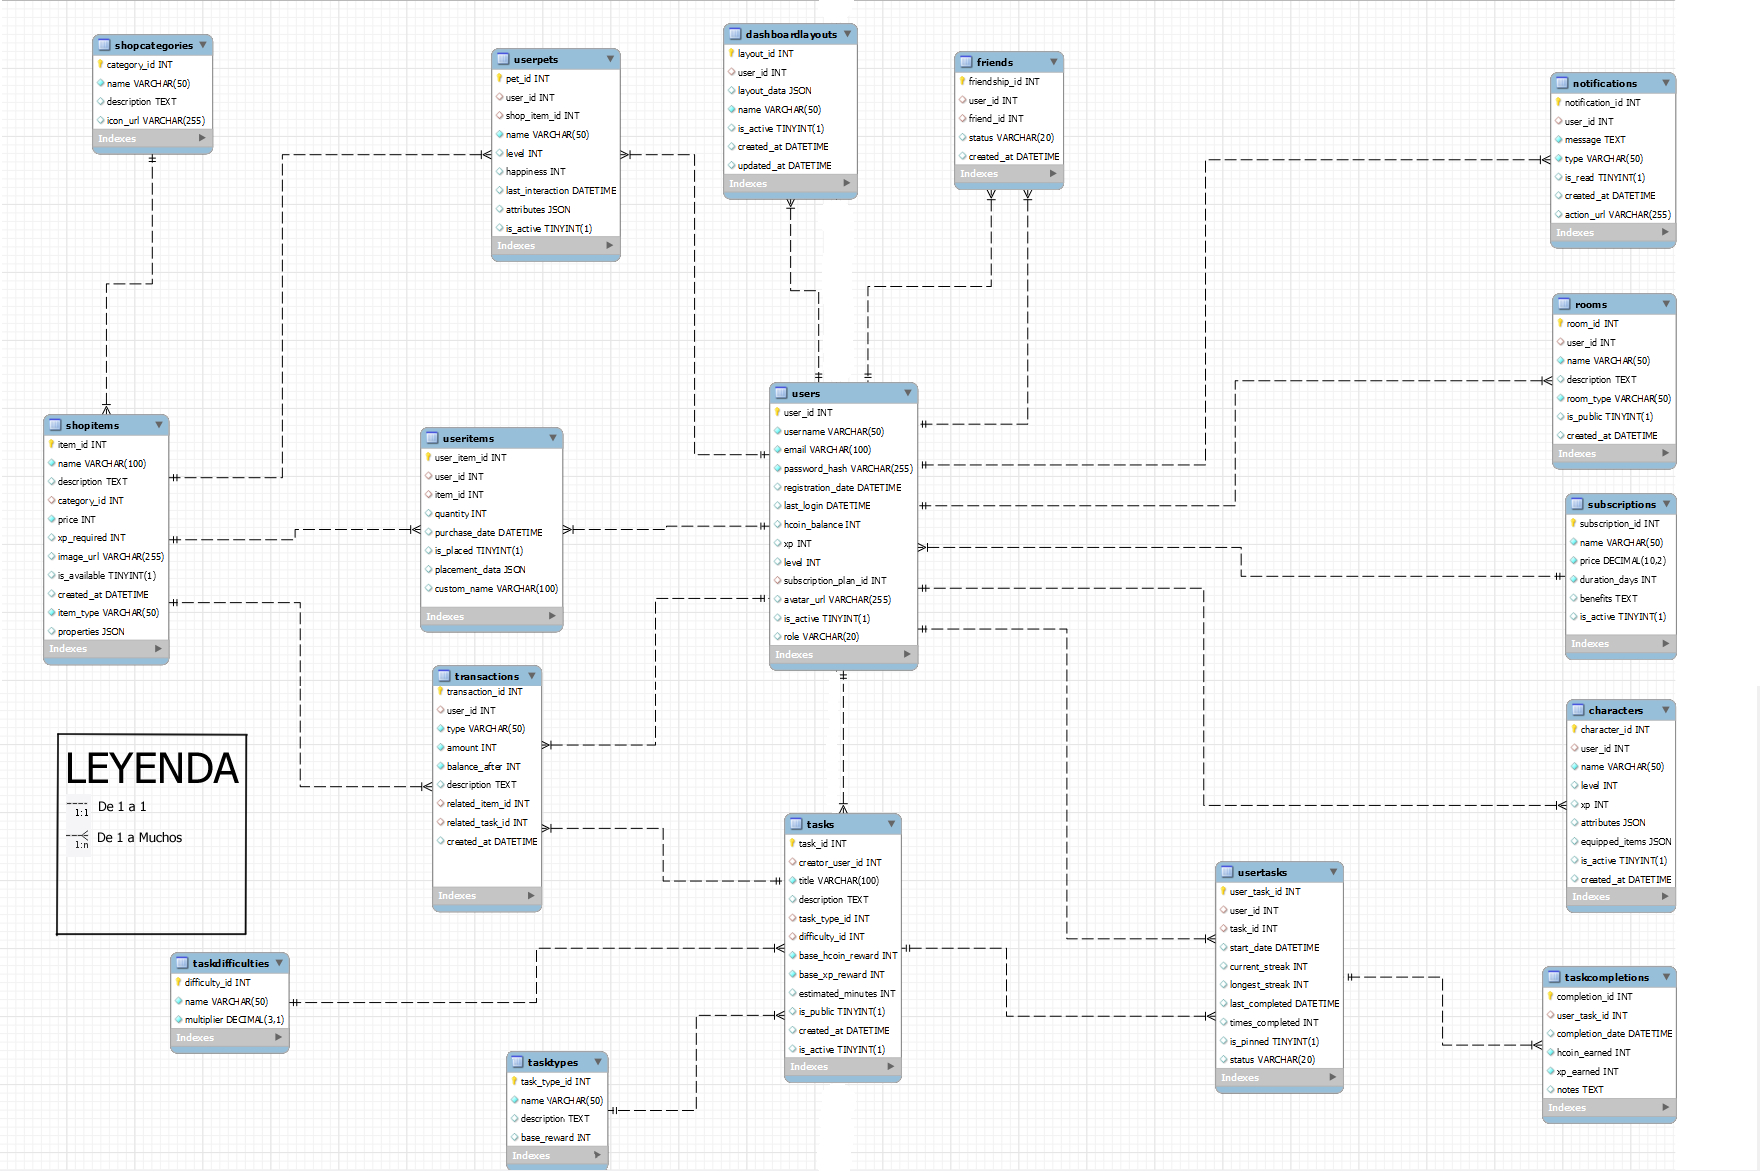 shopcategories
category_id INT
name VARCHAR(50)
description TEXT
icon_url VARCHAR(255)
Indexes
userpets
pet_id INT
user_id INT
shop_item_id INT
name VARCHAR(50)
level INT
happiness INT
last_interaction DATETIME
attributes JSON
is_active TINYINT(1)
Indexes
dashboardlayouts
layout_id INT
user_id INT
layout_data JSON
name VARCHAR(50)
is_active TINYINT(1)
created_at DATETIME
updated_at DATETIME
Indexes
friends
friendship_id INT
user_id INT
friend_id INT
status VARCHAR(20)
created_at DATETIME
Indexes
notifications
notification_id INT
user_id INT
message TEXT
type VARCHAR(50)
is_read TINYINT(1)
created_at DATETIME
action_url VARCHAR(255)
Indexes
rooms
room_id INT
user_id INT
name VARCHAR(50)
description TEXT
room_type VARCHAR(50)
is_public TINYINT(1)
created_at DATETIME
Indexes
shopitems
item_id INT
name VARCHAR(100)
description TEXT
category_id INT
price INT
xp_required INT
image_url VARCHAR(255)
is_available TINYINT(1)
created_at DATETIME
item_type VARCHAR(50)
properties JSON
Indexes
useritems
user_item_id INT
user_id INT
item_id INT
quantity INT
purchase_date DATETIME
is_placed TINYINT(1)
placement_data JSON
custom_name VARCHAR(100)
Indexes
users
user_id INT
username VARCHAR(50)
email VARCHAR(100)
password_hash VARCHAR(255)
registration_date DATETIME
last_login DATETIME
hcoin_balance INT
xp INT
level INT
subscription_plan_id INT
avatar_url VARCHAR(255)
is_active TINYINT(1)
role VARCHAR(20)
Indexes
subscriptions
subscription_id INT
name VARCHAR(50)
price DECIMAL(10,2)
duration_days INT
benefits TEXT
is_active TINYINT(1)
Indexes
transactions
transaction_id INT
user_id INT
type VARCHAR(50)
amount INT
balance_after INT
description TEXT
related_item_id INT
related_task_id INT
created_at DATETIME
Indexes
characters
character_id INT
user_id INT
name VARCHAR(50)
level INT
xp INT
attributes JSON
equipped_items JSON
is_active TINYINT(1)
created_at DATETIME
Indexes
LEYENDA
1:1 De 1 a 1
1:n De 1 a Muchos
tasks
task_id INT
creator_user_id INT
title VARCHAR(100)
description TEXT
task_type_id INT
difficulty_id INT
base_hcoin_reward INT
base_xp_reward INT
estimated_minutes INT
is_public TINYINT(1)
created_at DATETIME
is_active TINYINT(1)
Indexes
usertasks
user_task_id INT
user_id INT
task_id INT
start_date DATETIME
current_streak INT
longest_streak INT
last_completed DATETIME
times_completed INT
is_pinned TINYINT(1)
status VARCHAR(20)
Indexes
taskdifficulties
difficulty_id INT
name VARCHAR(50)
multiplier DECIMAL(3,1)
Indexes
taskcompletions
completion_id INT
user_task_id INT
completion_date DATETIME
hcoin_earned INT
xp_earned INT
notes TEXT
Indexes
tasktypes
task_type_id INT
name VARCHAR(50)
description TEXT
base_reward INT
Indexes